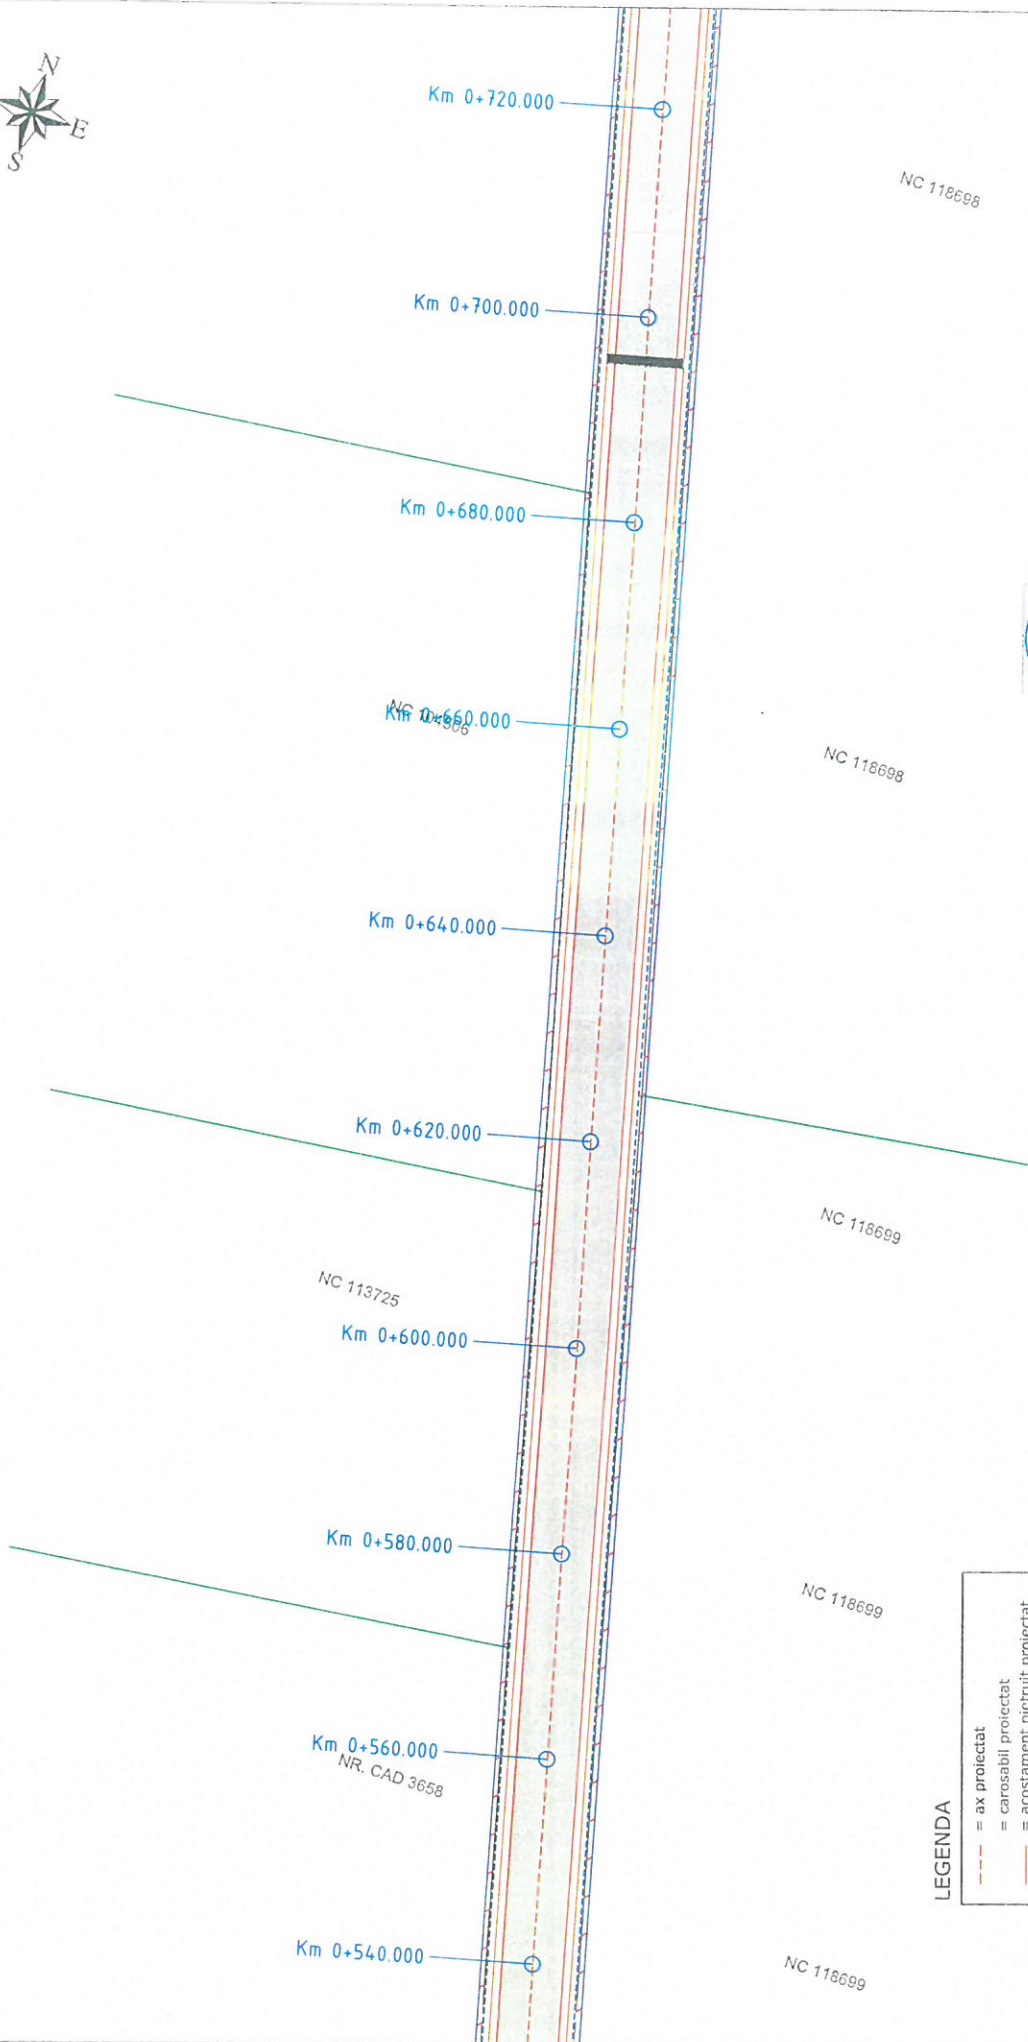 N
E
S
Km 0+720.000
NC 118698
Km 0+700.000
Km 0+680.000
Km 0+660.000
NC 118698
Km 0+640.000
Km 0+620.000
NC 118699
NC 113725
Km 0+600.000
Km 0+580.000
NC 118699
Km 0+560.000
NR. CAD 3658
Km 0+540.000
NC 118699
LEGENDA
= ax proiectat
= carosabil proiectat
= acostament pietruit proiectat